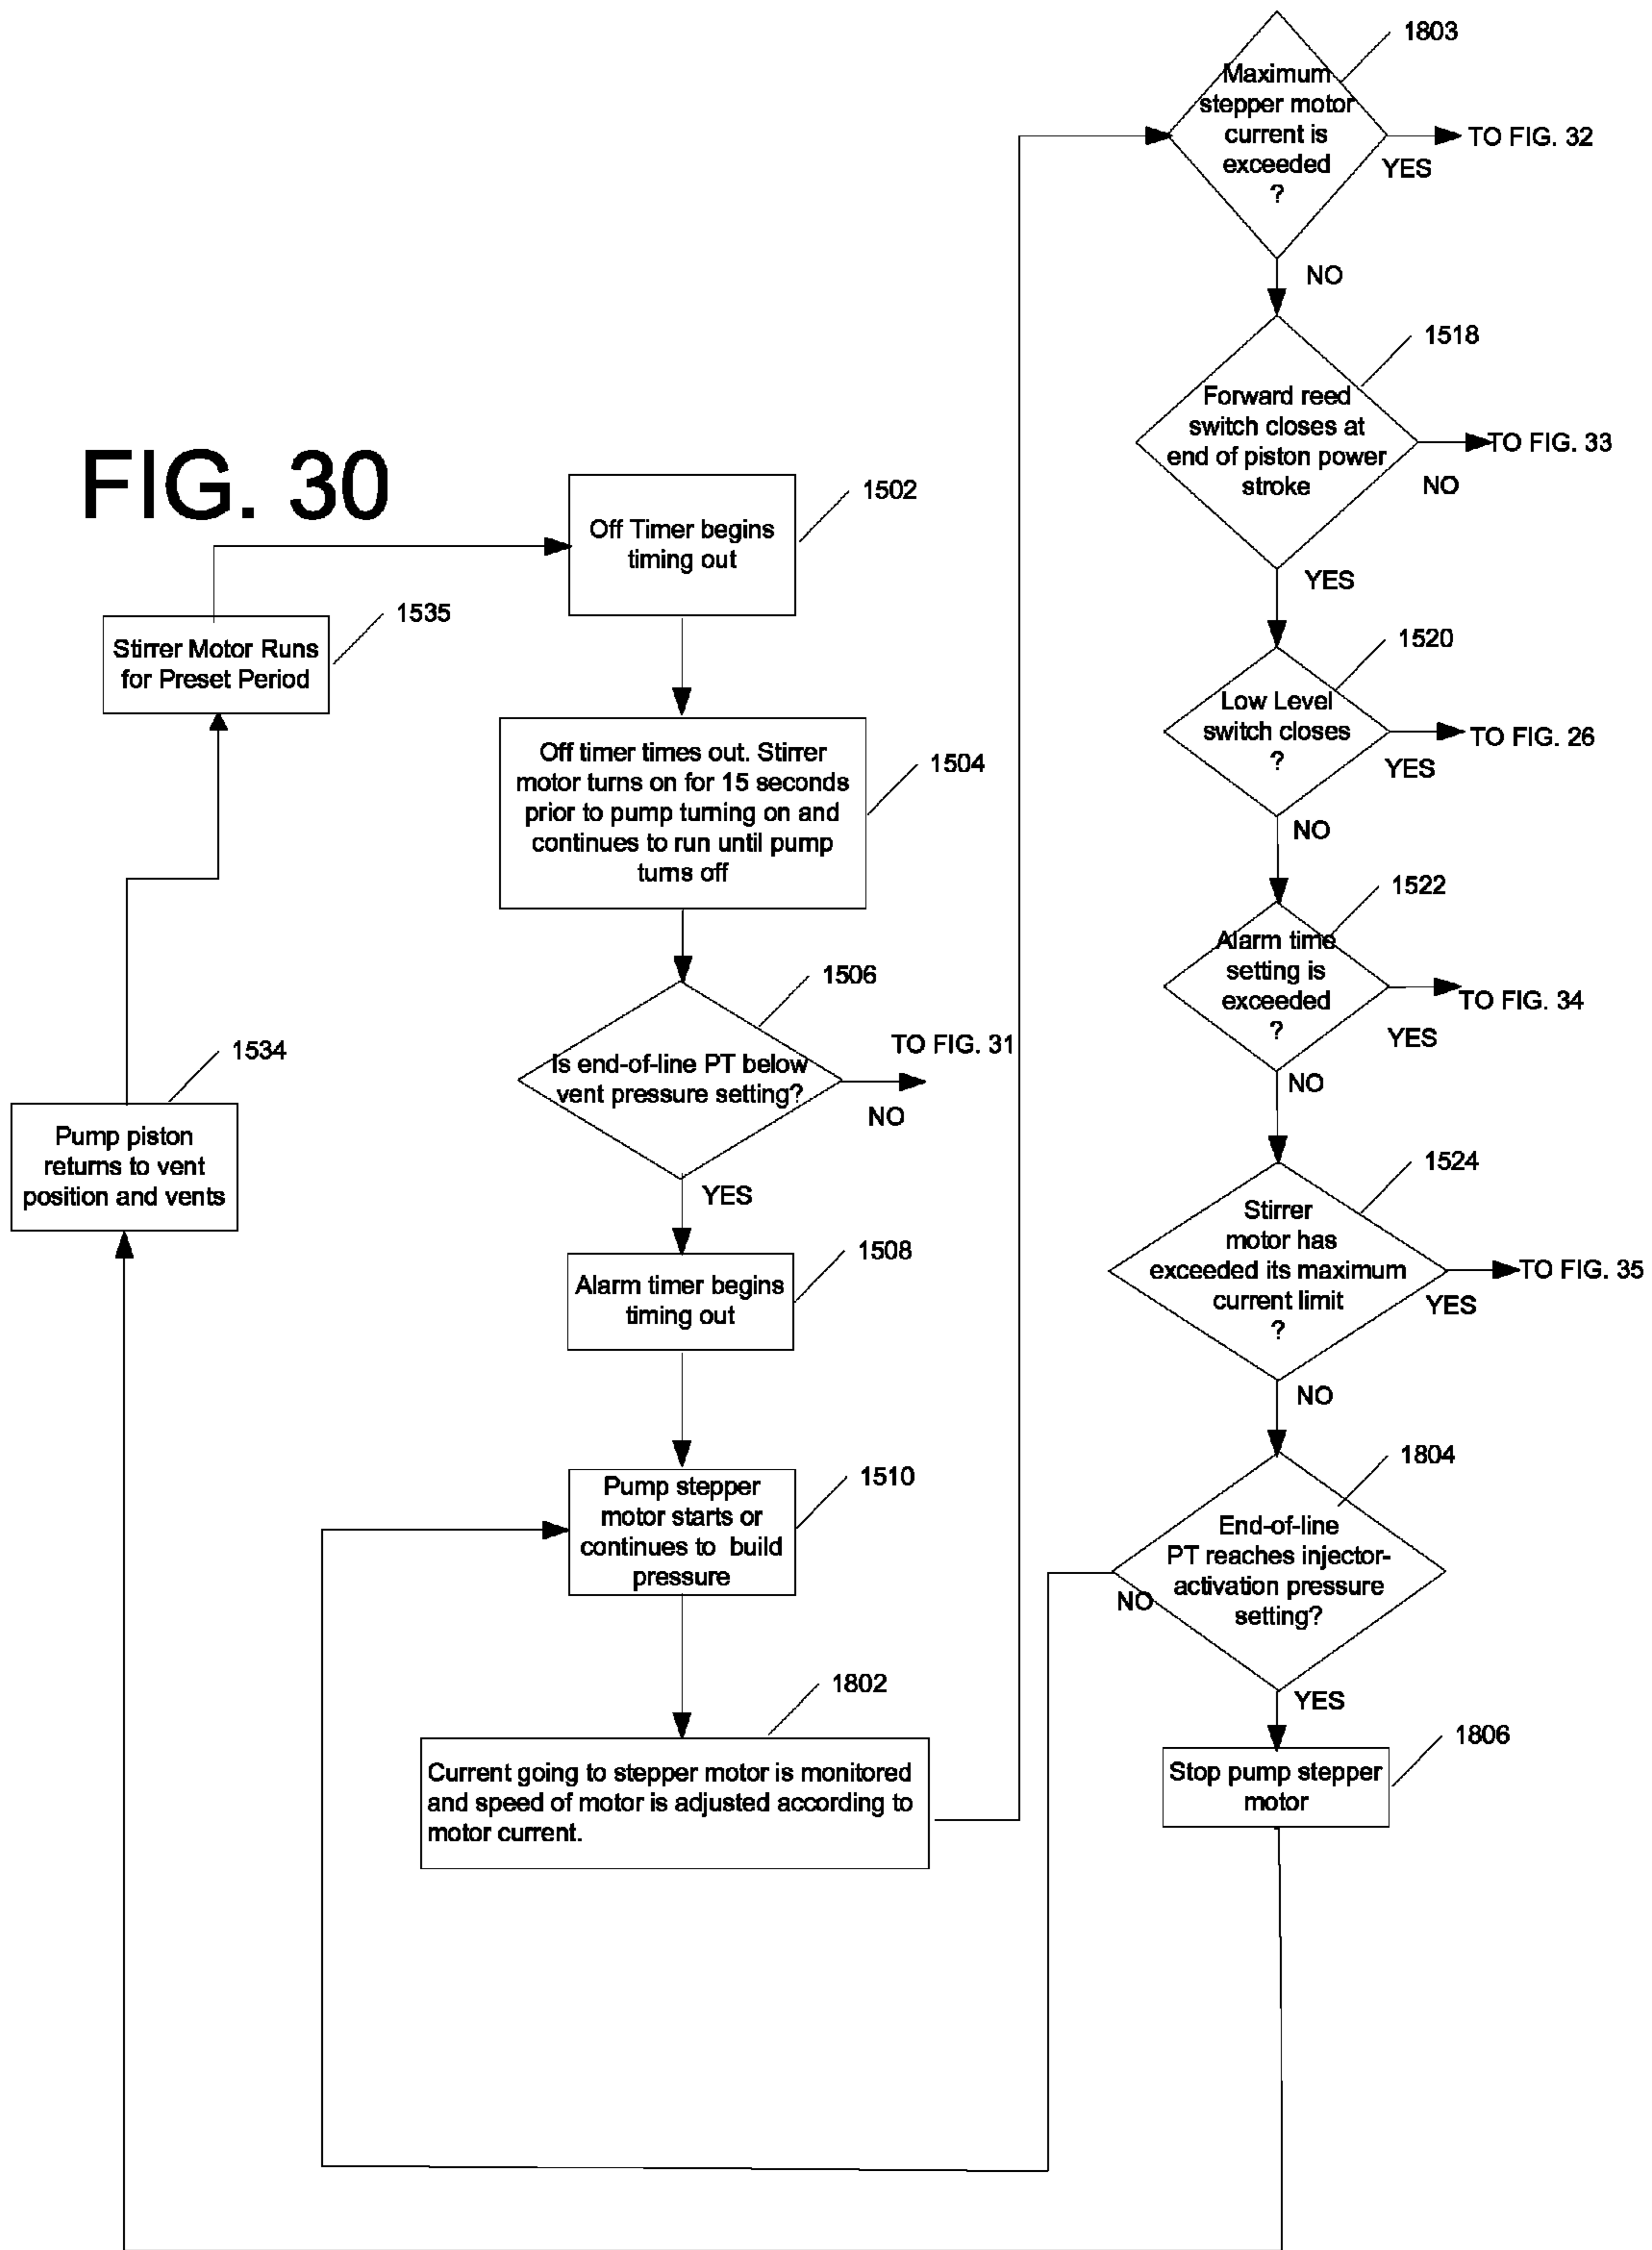 FIG. 30
1502
Off Timer begins
timing out
1535
Stirrer Motor Runs
for Preset Period
1504
Off timer times out. Stirrer
motor turns on for 15 seconds
prior to pump turning on and
continues to run until pump
turns off
1506
Is end-of-line PT below
vent pressure setting?
TO FIG. 31
NO
YES
1534
Pump piston
returns to vent
position and vents
1508
Alarm timer begins
timing out
1510
Pump stepper
motor starts or
continues to build
pressure
1802
Current going to stepper motor is monitored
and speed of motor is adjusted according to
motor current.
1803
Maximum
stepper motor
current is
exceeded
?
TO FIG. 32
YES
NO
1518
Forward reed
switch closes at
end of piston power
stroke
TO FIG. 33
NO
YES
1520
Low Level
switch closes
?
TO FIG. 26
YES
NO
1522
Alarm time
setting is
exceeded
?
TO FIG. 34
YES
NO
1524
Stirrer
motor has
exceeded its maximum
current limit
?
TO FIG. 35
YES
NO
1804
End-of-line
PT reaches injector-
activation pressure
setting?
NO
YES
1806
Stop pump stepper
motor